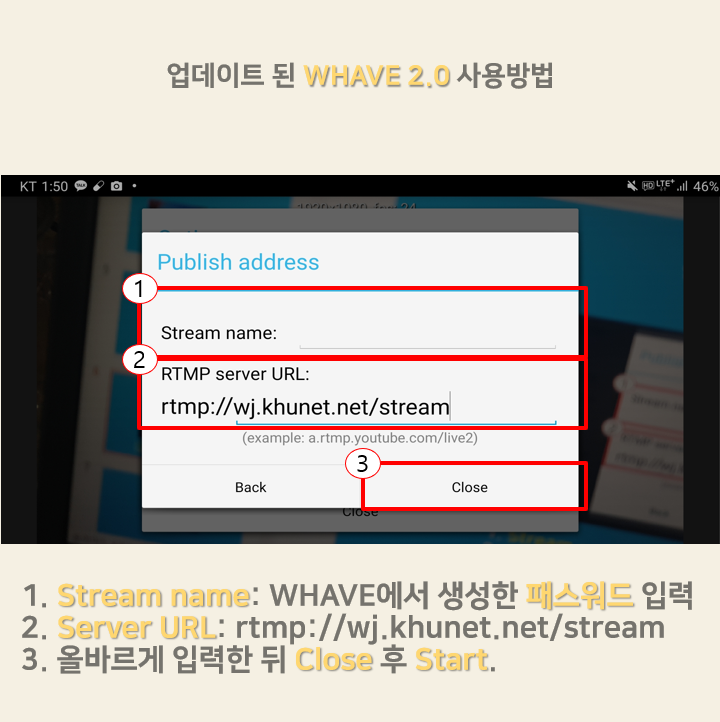 업데이트 된 WHAVE 2.0 사용방법
KT 1:50
46%
Publish address
1
Stream name:
2
RTMP server URL:
rtmp://wj.khunet.net/stream
(example: a.rtmp.youtube.com/live2)
3
Back Close
Close
1. Stream name: WHAVE에서 생성한 패스워드 입력
2. Server URL: rtmp://wj.khunet.net/stream
3. 올바르게 입력한 뒤 Close 후 Start.